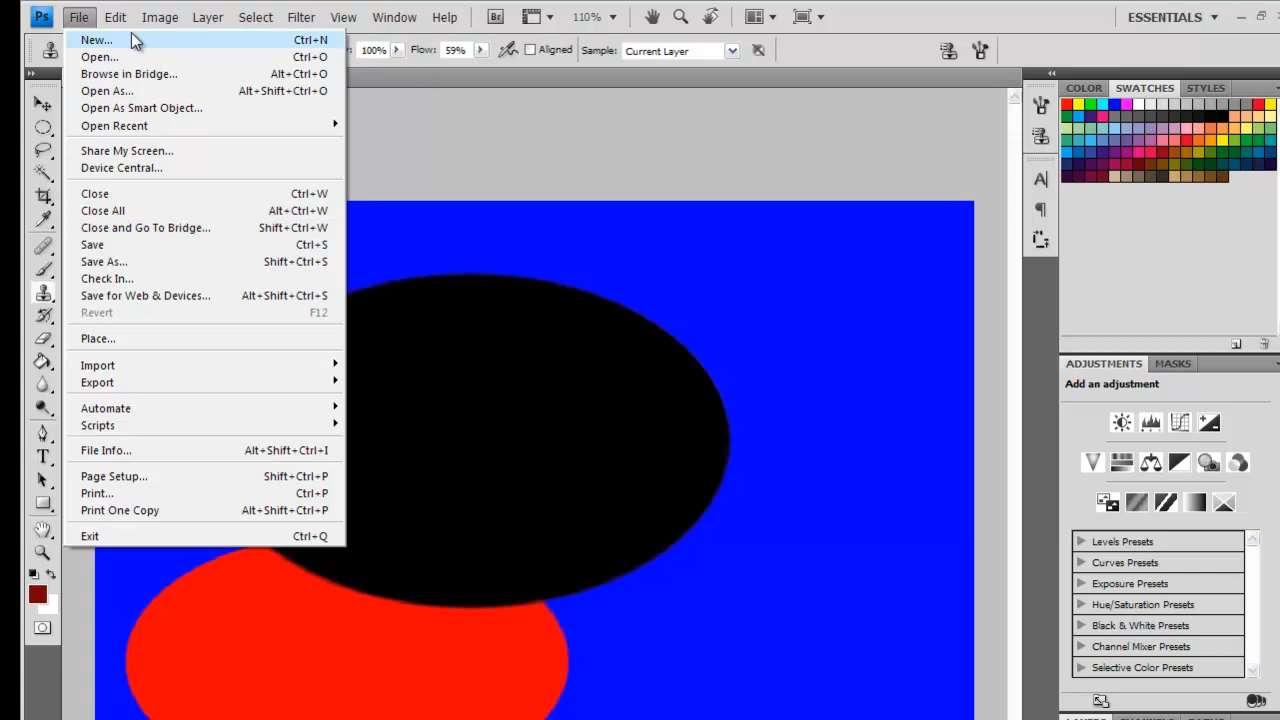 Ps File Edit Image Layer Select Filter View Window Help Br 110% ESSENTIALS
100% Flow: 59% Aligned Sample: Current Layer
New... Ctrl+N
Open... Ctrl+O
Browse in Bridge... Alt+Ctrl+O
Open As... Alt+Shift+Ctrl+O
Open As Smart Object...
Open Recent
Share My Screen...
Device Central...
Close Ctrl+W
Close All Alt+Ctrl+W
Close and Go To Bridge... Shift+Ctrl+W
Save Ctrl+S
Save As... Shift+Ctrl+S
Check In...
Save for Web & Devices... Alt+Shift+Ctrl+S
Revert F12
Place...
Import
Export
Automate
Scripts
File Info... Alt+Shift+Ctrl+I
Page Setup... Shift+Ctrl+P
Print... Ctrl+P
Print One Copy Alt+Shift+Ctrl+P
Exit Ctrl+Q
COLOR SWATCHES STYLES
ADJUSTMENTS MASKS
Add an adjustment
Levels Presets
Curves Presets
Exposure Presets
Hue/Saturation Presets
Black & White Presets
Channel Mixer Presets
Selective Color Presets